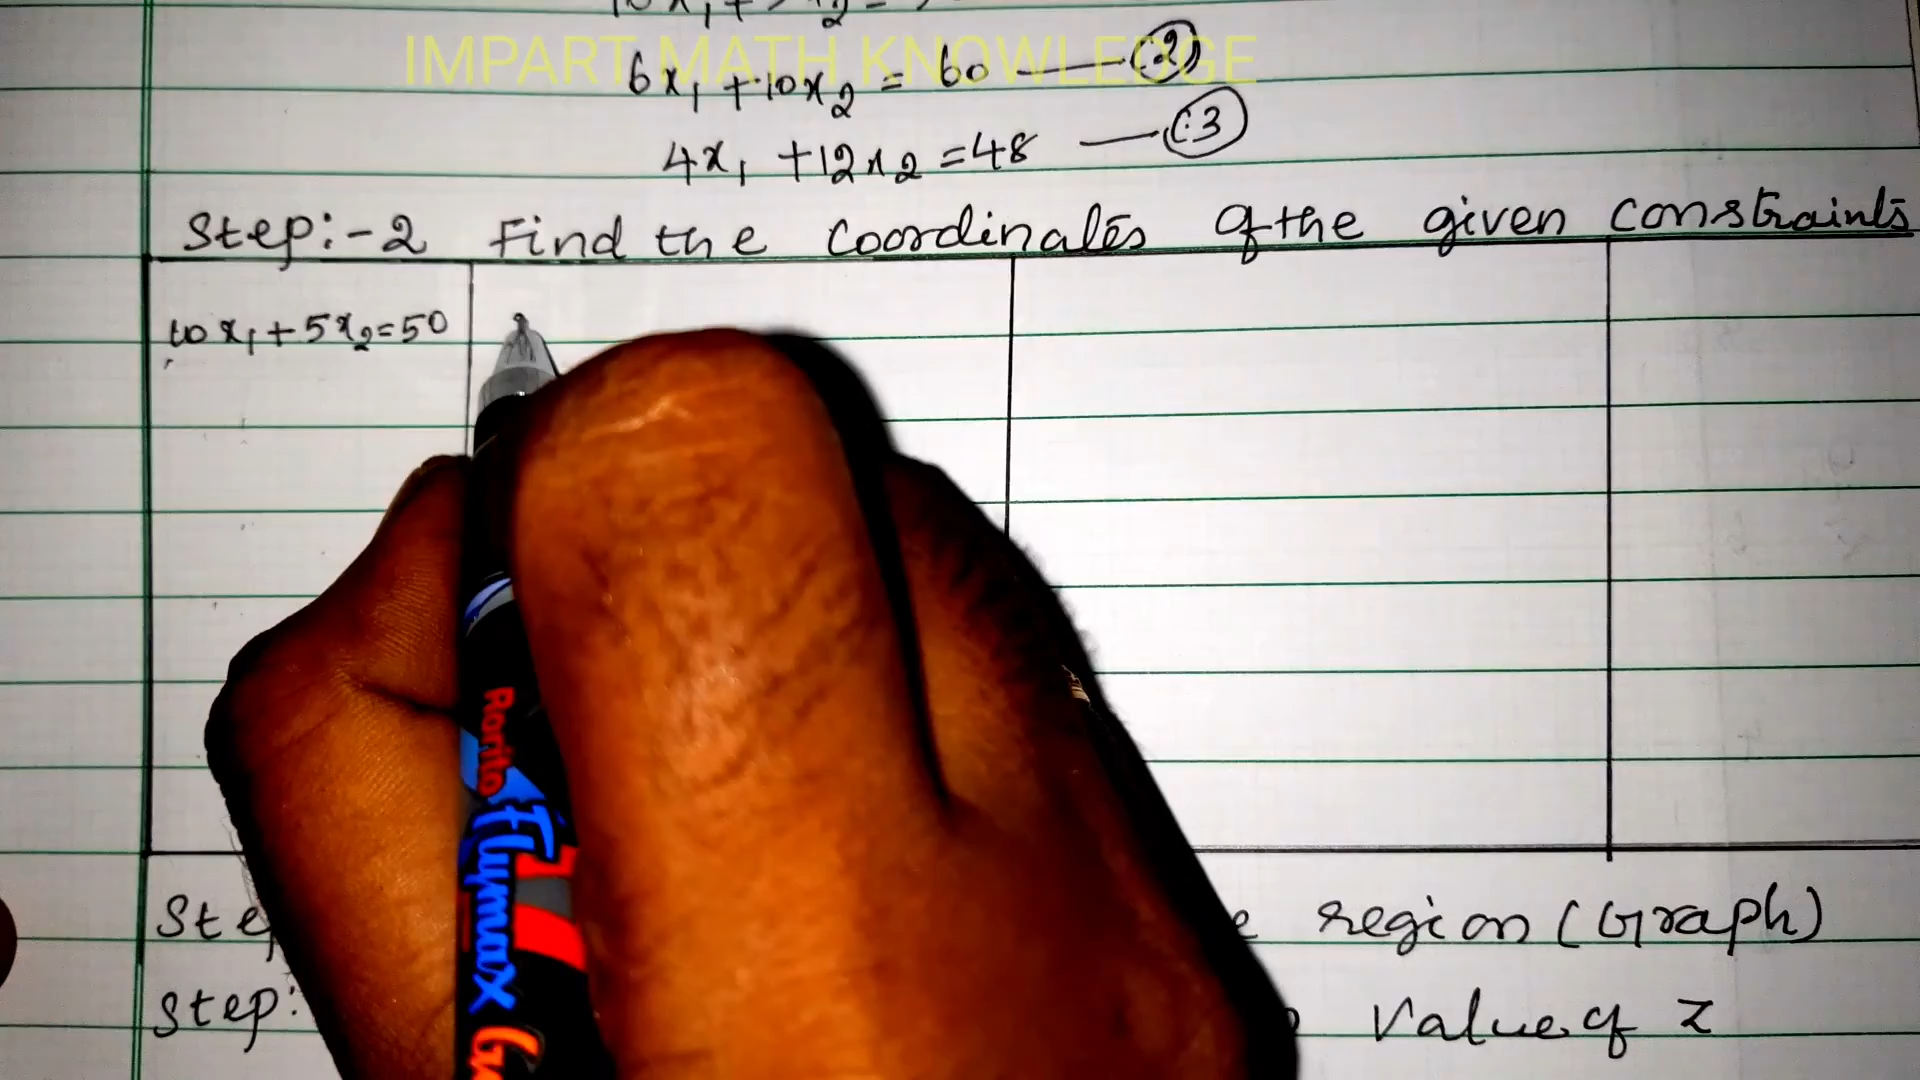 IMPART MATH KNOWLEDGE
6x₁ + 10x₂ = 60 — (2)
4x₁ + 12x₂ = 48 — (3)
Step:-2 Find the coordinates of the given constraints
10x₁ + 5x₂ = 50
region (Graph)
Step:
Value of Z
Rorito Flymax